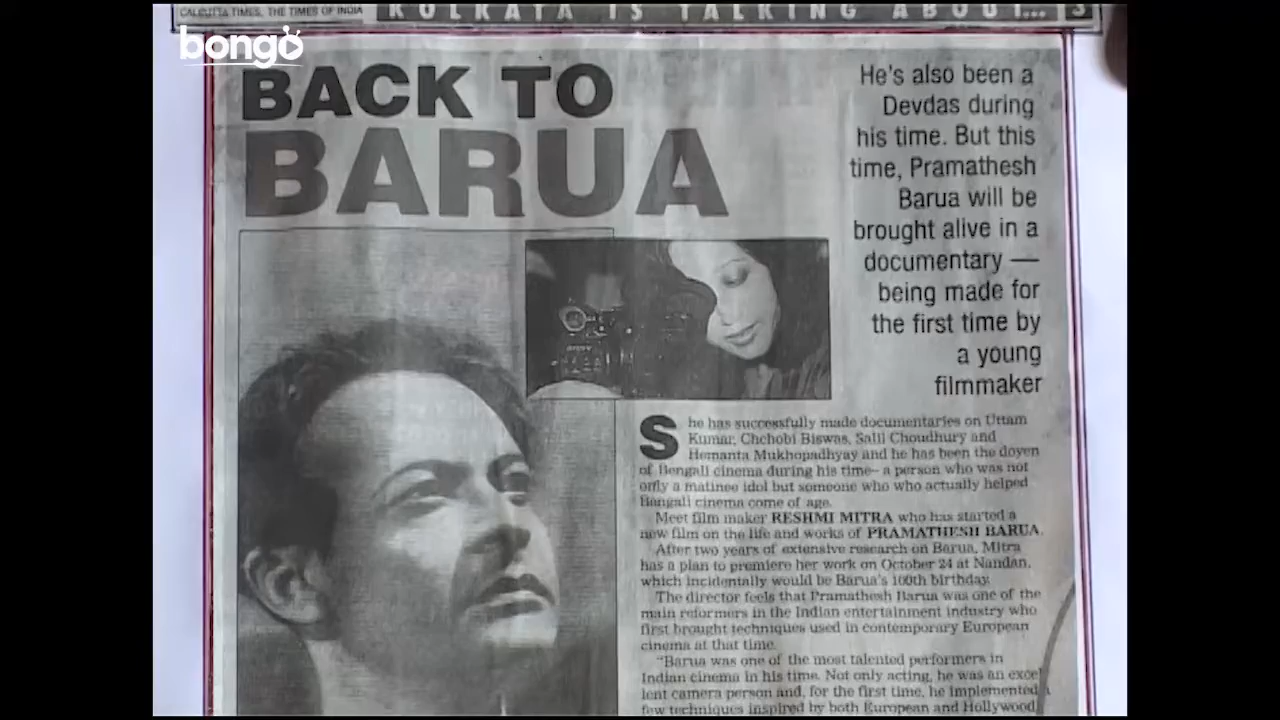 CALCUTTA TIMES, THE TIMES OF INDIA
KOLKATA IS TALKING ABOUT... 3
bongo
BACK TO
BARUA
He's also been a
Devdas during
his time. But this
time, Pramathesh
Barua will be
brought alive in a
documentary —
being made for
the first time by
a young
filmmaker
She has successfully made documentaries on Uttam
Kumar, Chchobi Biswas, Salil Choudhury and
Hemanta Mukhopadhyay and he has been the doyen
of Bengali cinema during his time– a person who was not
only a matinee idol but someone who who actually helped
Bangali cinema come of age.
Meet film maker RESHMI MITRA who has started a
new film on the life and works of PRAMATHESH BARUA.
After two years of extensive research on Barua, Mitra
has a plan to premiere her work on October 24 at Nandan,
which incidentally would be Barua's 100th birthday.
The director feels that Pramathesh Barua was one of the
main reformers in the Indian entertainment industry who
first brought techniques used in contemporary European
cinema at that time.
"Barua was one of the most talented performers in
Indian cinema in his time. Not only acting, he was an excel
lent camera person and, for the first time, he implemented
few techniques inspired by both European and Hollywood